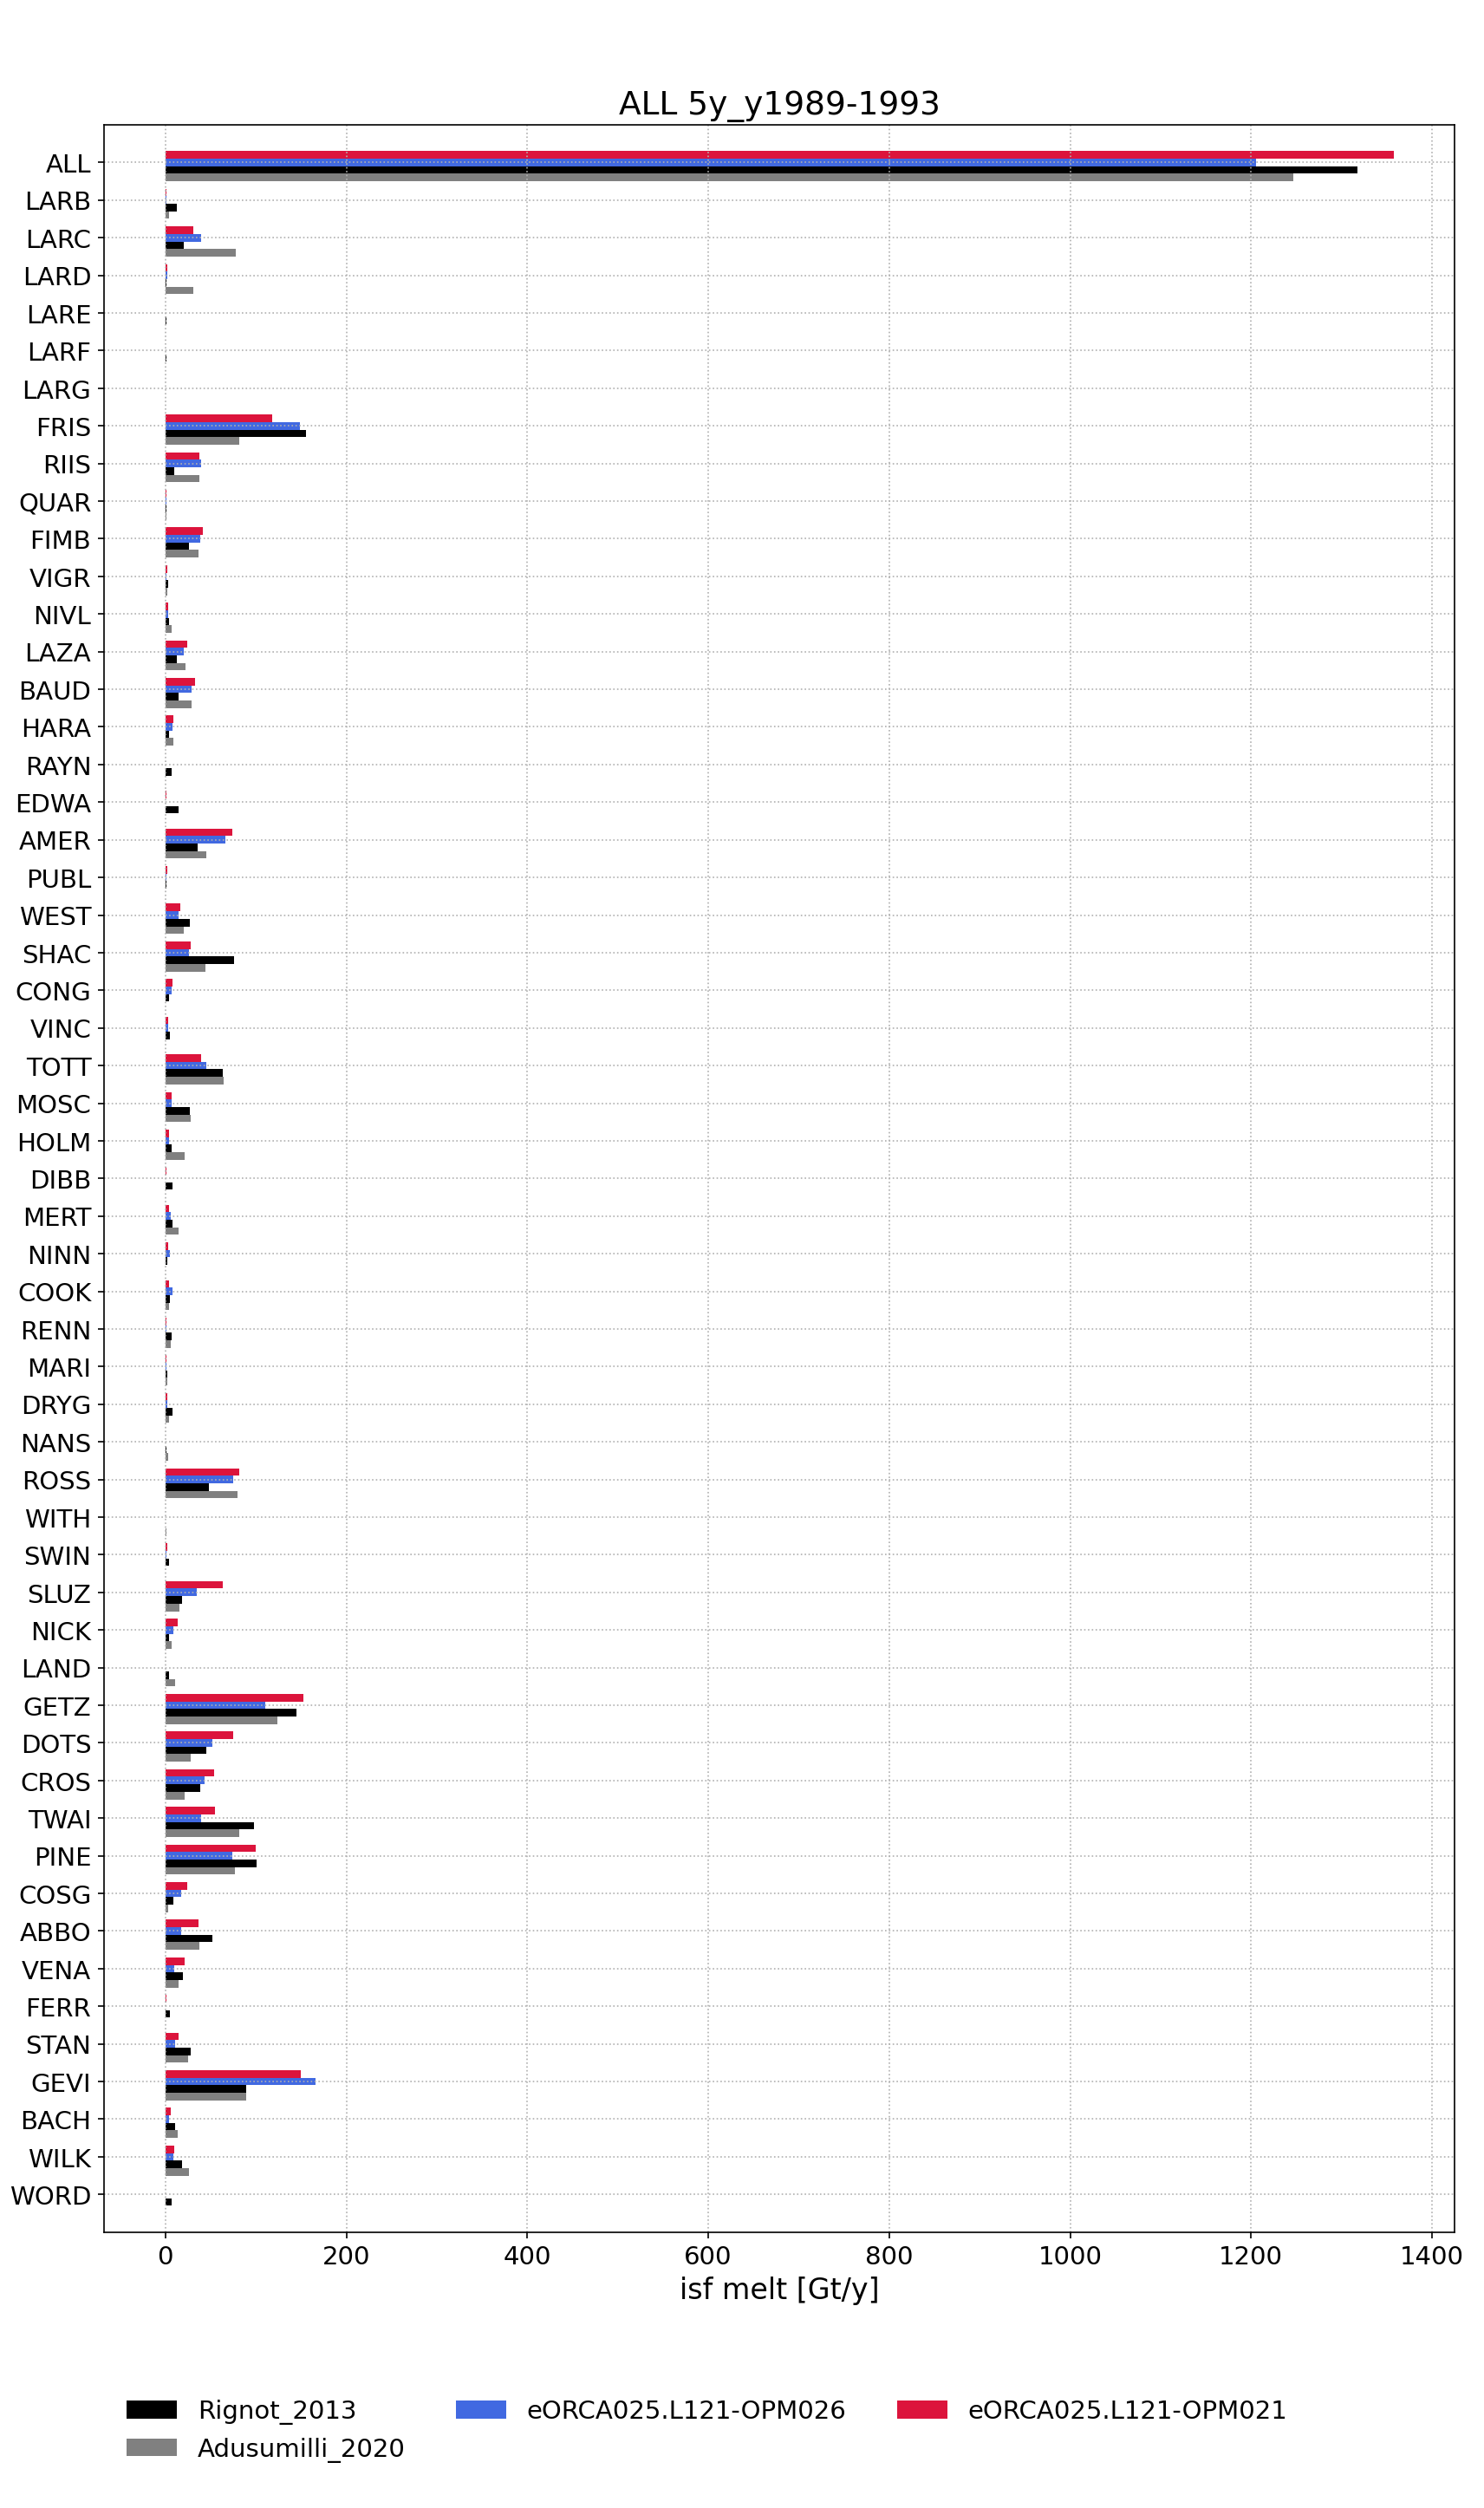 ALL 5y_y1989-1993
ALL
LARB
LARC
LARD
LARE
LARF
LARG
FRIS
RIIS
QUAR
FIMB
VIGR
NIVL
LAZA
BAUD
HARA
RAYN
EDWA
AMER
PUBL
WEST
SHAC
CONG
VINC
TOTT
MOSC
HOLM
DIBB
MERT
NINN
COOK
RENN
MARI
DRYG
NANS
ROSS
WITH
SWIN
SLUZ
NICK
LAND
GETZ
DOTS
CROS
TWAI
PINE
COSG
ABBO
VENA
FERR
STAN
GEVI
BACH
WILK
WORD
0 200 400 600 800 1000 1200 1400
isf melt [Gt/y]
Rignot_2013 eORCA025.L121-OPM026 eORCA025.L121-OPM021
Adusumilli_2020